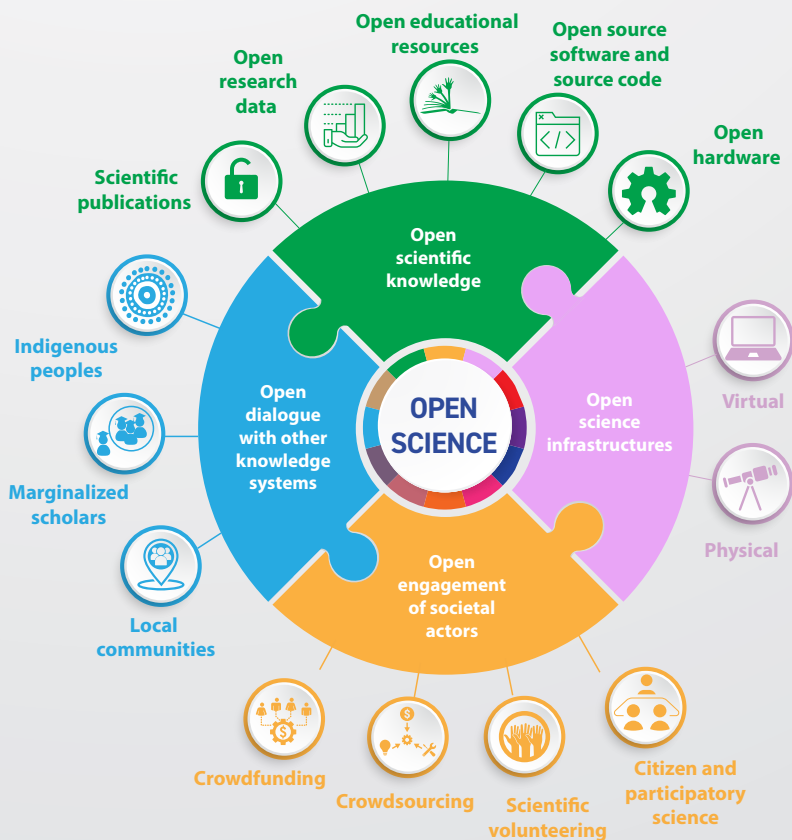 Open educational
resources
Open source
software and
source code
Open
research
data
Open
hardware
Scientific
publications
Open
scientific
knowledge
Indigenous
peoples
Virtual
Open
dialogue
with other
knowledge
systems
OPEN
SCIENCE
Open
science
infrastructures
Marginalized
scholars
Physical
Open
engagement
of societal
actors
Local
communities
$
$
Crowdfunding
Crowdsourcing
Scientific
volunteering
Citizen and
participatory
science